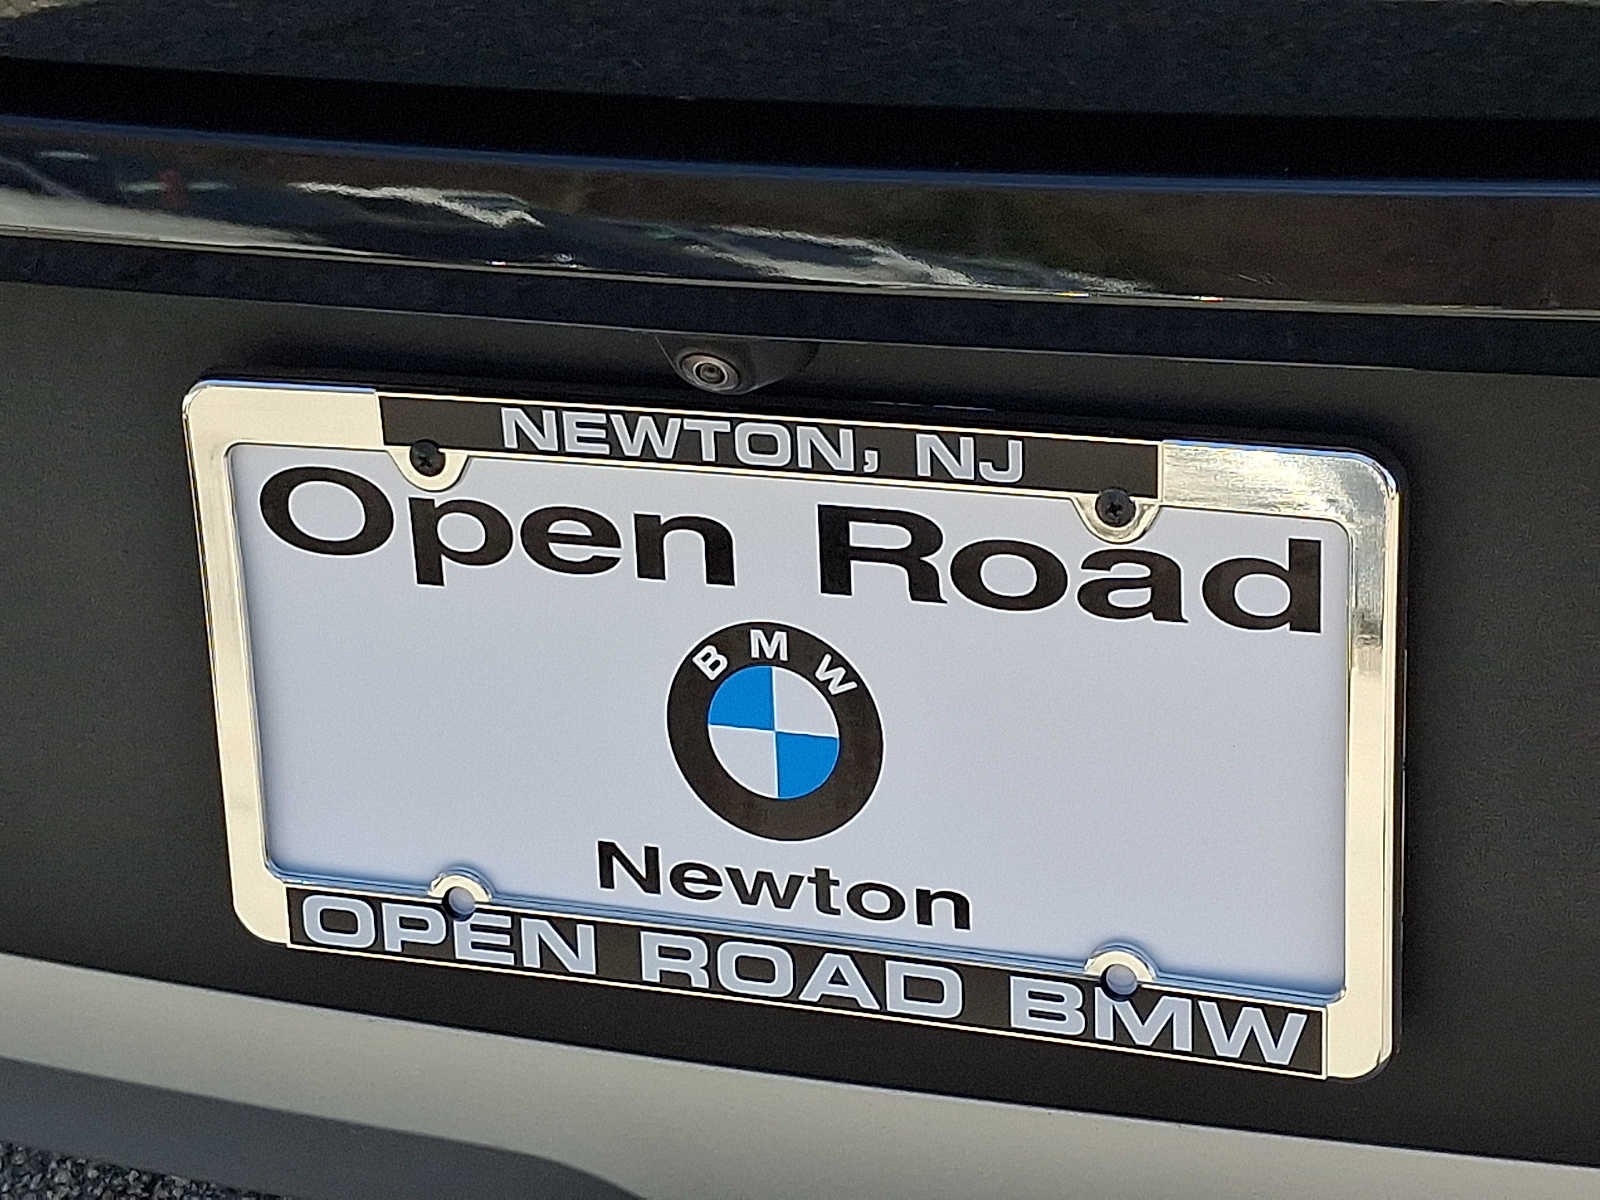 NEWTON, NJ
Open Road
BMW
Newton
OPEN ROAD BMW